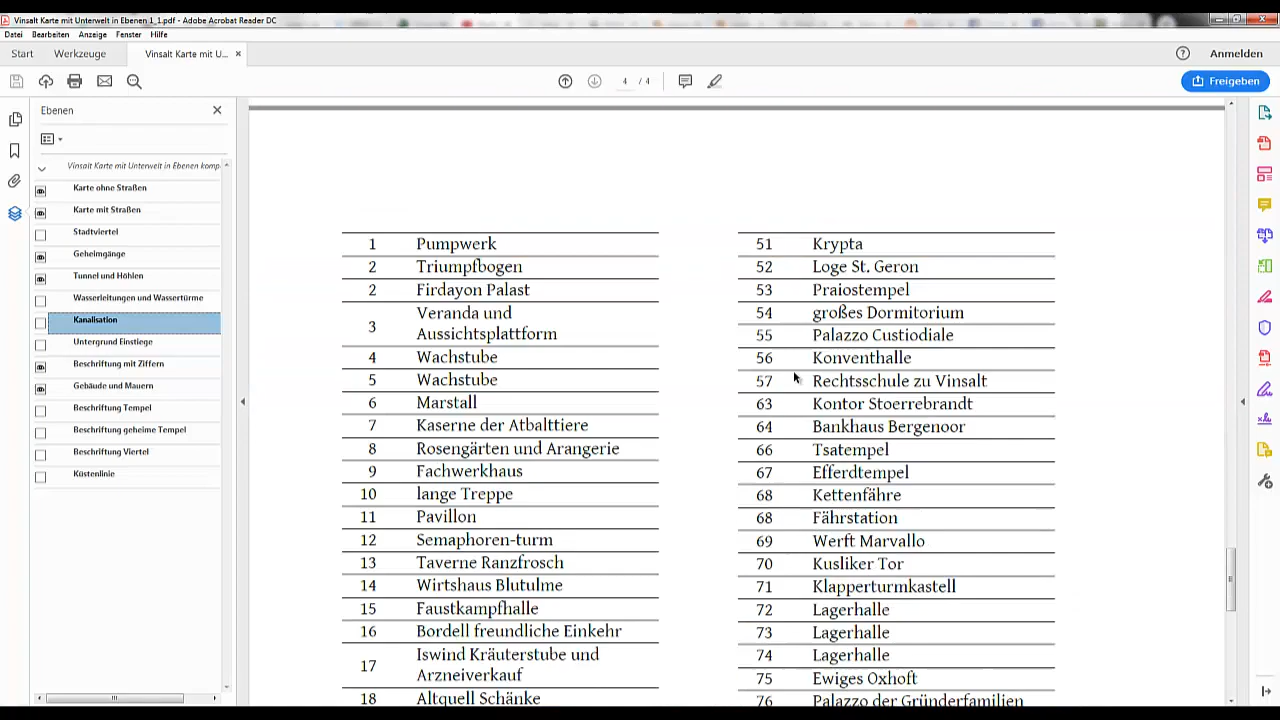 Vinsalt Karte mit Unterwelt in Ebenen 1_1.pdf - Adobe Acrobat Reader DC
Datei Bearbeiten Anzeige Fenster Hilfe
Start Werkzeuge Vinsalt Karte mit U... × Anmelden
4 / 4 Freigeben
Ebenen
Vinsalt Karte mit Unterwelt in Ebenen komp
Karte ohne Straßen
Karte mit Straßen
Stadtviertel
Geheimgänge
Tunnel und Höhlen
Wasserleitungen und Wassertürme
Kanalisation
Untergrund Einstiege
Beschriftung mit Ziffern
Gebäude und Mauern
Beschriftung Tempel
Beschriftung geheime Tempel
Beschriftung Viertel
Küstenlinie
1 Pumpwerk
2 Triumpfbogen
2 Firdayon Palast
3 Veranda und
Aussichtsplattform
4 Wachstube
5 Wachstube
6 Marstall
7 Kaserne der Atbalttiere
8 Rosengärten und Arangerie
9 Fachwerkhaus
10 lange Treppe
11 Pavillon
12 Semaphoren-turm
13 Taverne Ranzfrosch
14 Wirtshaus Blutulme
15 Faustkampfhalle
16 Bordell freundliche Einkehr
17 Iswind Kräuterstube und
Arzneiverkauf
18 Altquell Schänke
51 Krypta
52 Loge St. Geron
53 Praiostempel
54 großes Dormitorium
55 Palazzo Custiodiale
56 Konventhalle
57 Rechtsschule zu Vinsalt
63 Kontor Stoerrebrandt
64 Bankhaus Bergenoor
66 Tsatempel
67 Efferdtempel
68 Kettenfähre
68 Fährstation
69 Werft Marvallo
70 Kusliker Tor
71 Klapperturmkastell
72 Lagerhalle
73 Lagerhalle
74 Lagerhalle
75 Ewiges Oxhoft
76 Palazzo der Gründerfamilien